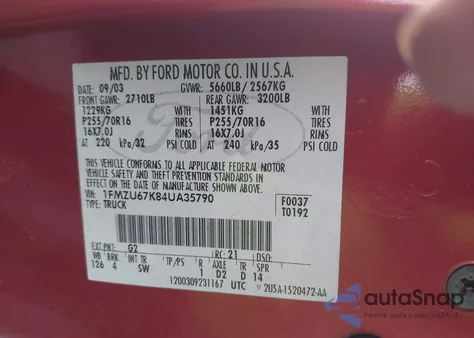 MFD. BY FORD MOTOR CO. IN U.S.A.
DATE: 09/03 GVWR: 5660LB/ 2567KG
FRONT GAWR: 2710LB REAR GAWR: 3200LB
1229KG WITH 1451KG WITH
P255/70R16 TIRES P255/70R16 TIRES
16X7.0J RIMS 16X7.0J RIMS
AT 220 kPa/32 PSI COLD AT 240 kPa/35 PSI COLD
THIS VEHICLE CONFORMS TO ALL APPLICABLE FEDERAL MOTOR
VEHICLE SAFETY AND THEFT PREVENTION STANDARDS IN EFFECT ON THE DATE
OF MANUFACTURE SHOWN ABOVE.
VIN: 1FMZU67K84UA35790
TYPE: TRUCK
F0037
T0192
EXT PNT: G2 RC: 21 DSO:
WB BRK INT TR TP/PS R AXLE TR SPR
126 4 SW 1 D2 D 14
1200309231167 UTC 2U5A-1520472-AA
Ford
autoSnap